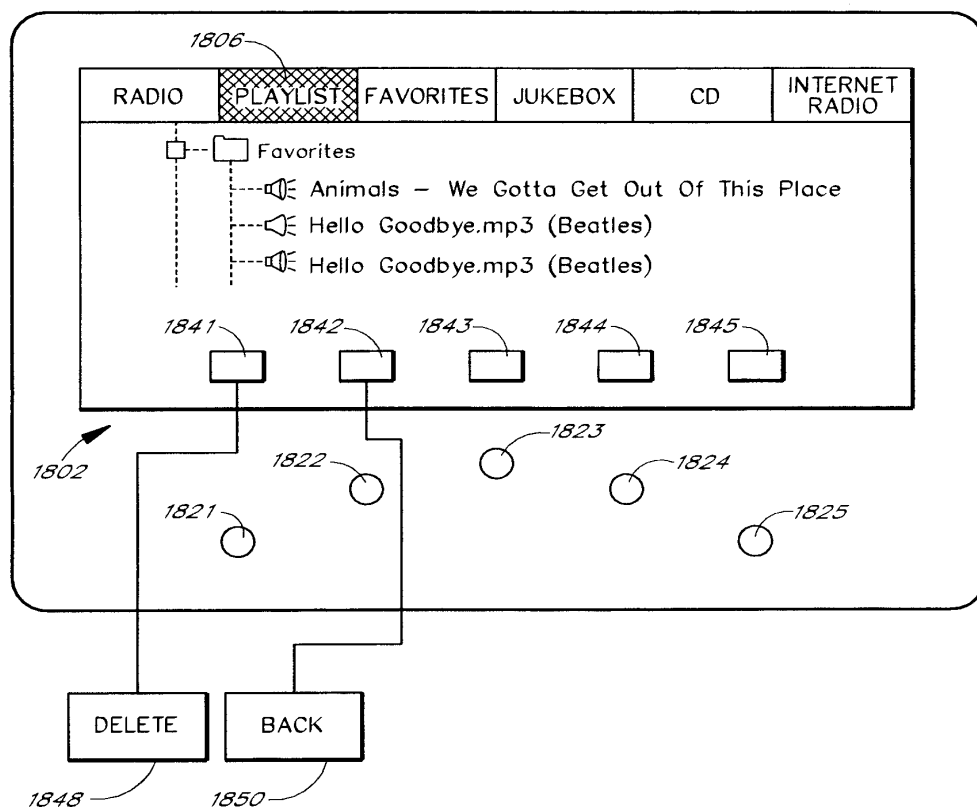 1806
RADIO PLAYLIST FAVORITES JUKEBOX CD INTERNET RADIO
Favorites
Animals – We Gotta Get Out Of This Place
Hello Goodbye.mp3 (Beatles)
Hello Goodbye.mp3 (Beatles)
1841 1842 1843 1844 1845
1802 1822 1823 1824
1821 1825
DELETE BACK
1848 1850